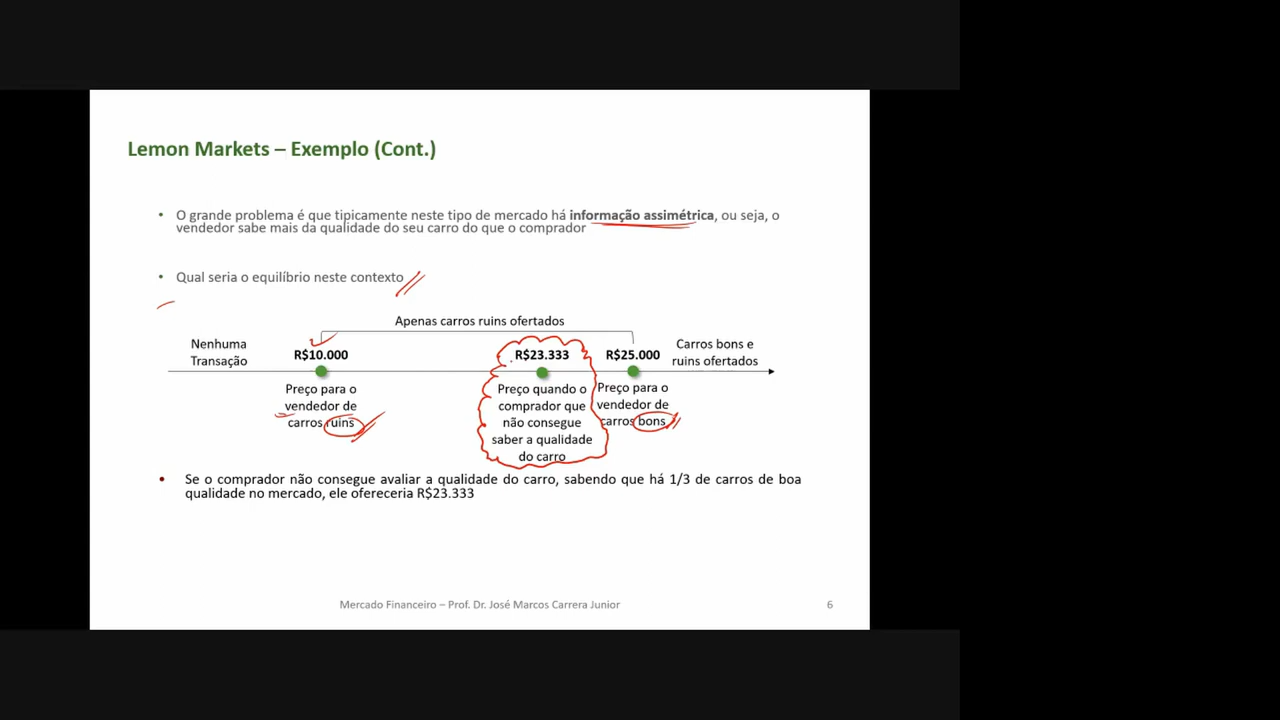 Lemon Markets – Exemplo (Cont.)
• O grande problema é que tipicamente neste tipo de mercado há informação assimétrica, ou seja, o
vendedor sabe mais da qualidade do seu carro do que o comprador
• Qual seria o equilíbrio neste contexto
Apenas carros ruins ofertados
Nenhuma
Transação
R$10.000
R$23.333
R$25.000
Carros bons e
ruins ofertados
Preço para o
vendedor de
carros ruins
Preço quando o
comprador que
não consegue
saber a qualidade
do carro
Preço para o
vendedor de
carros bons
• Se o comprador não consegue avaliar a qualidade do carro, sabendo que há 1/3 de carros de boa
qualidade no mercado, ele ofereceria R$23.333
Mercado Financeiro – Prof. Dr. José Marcos Carrera Junior
6